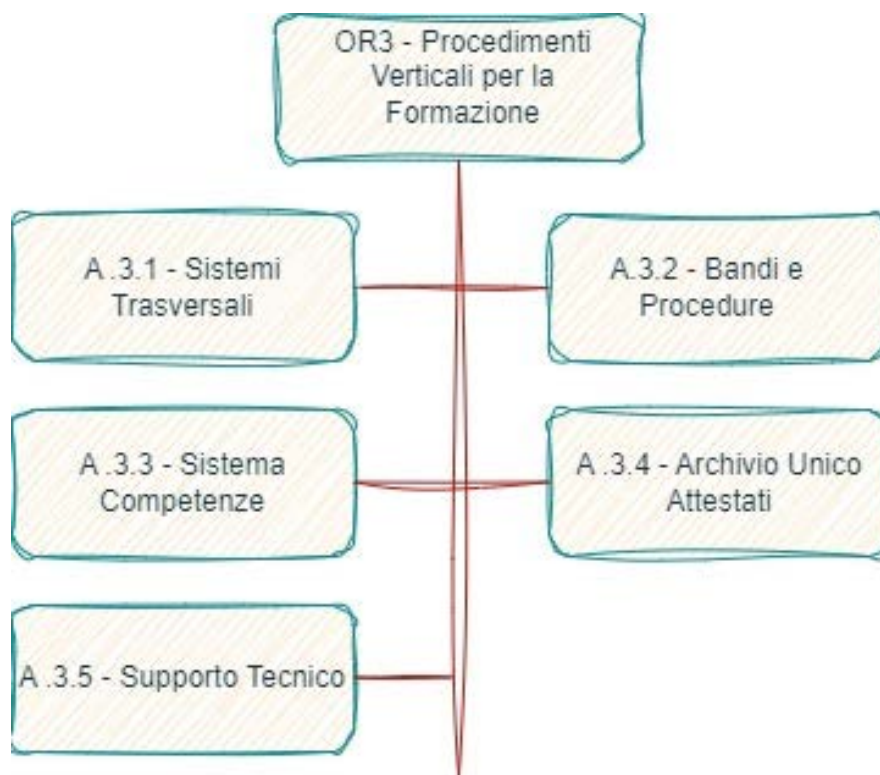 OR3 - Procedimenti
Verticali per la
Formazione
A .3.1 - Sistemi
Trasversali
A.3.2 - Bandi e
Procedure
A .3.3 - Sistema
Competenze
A .3.4 - Archivio Unico
Attestati
A .3.5 - Supporto Tecnico